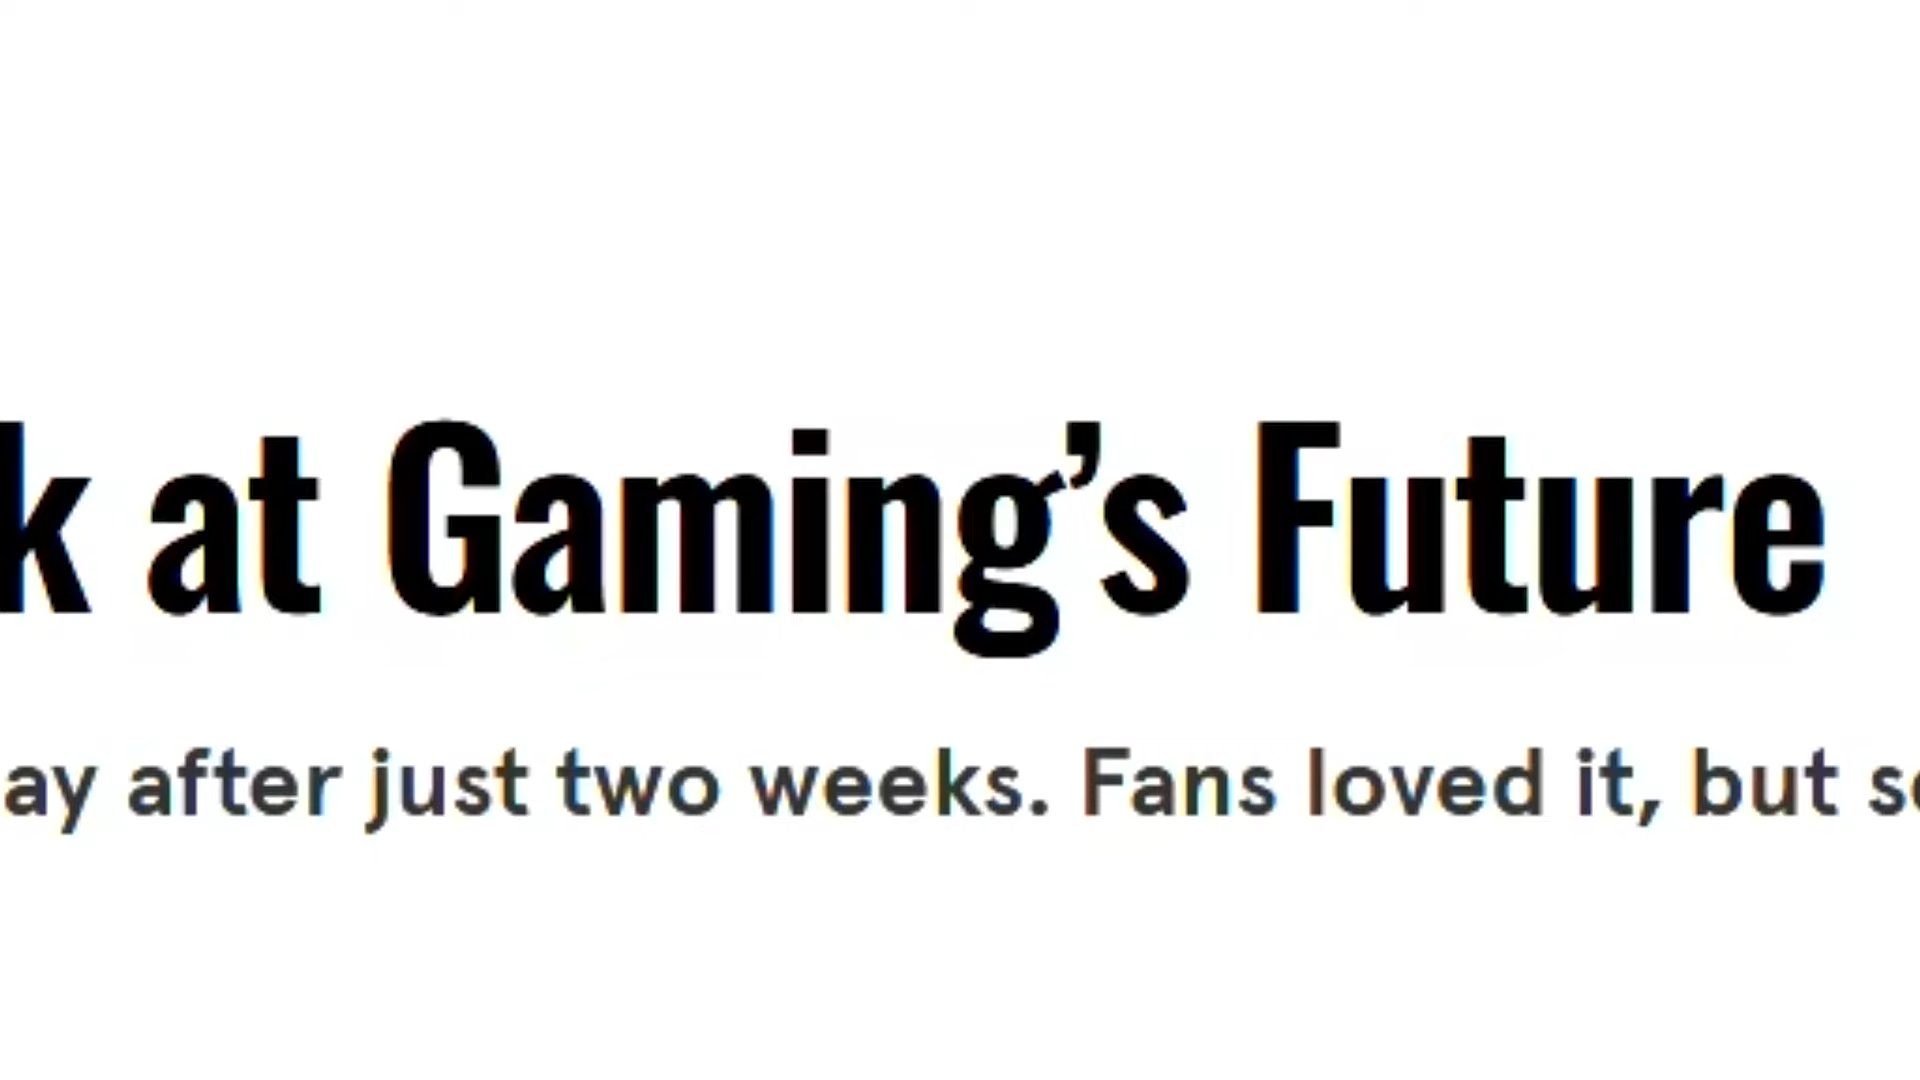 k at Gaming’s Future
ay after just two weeks. Fans loved it, but